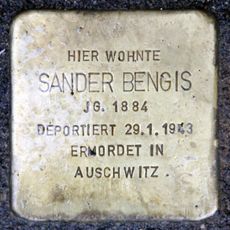 HIER WOHNTE
SANDER BENGIS
JG. 1884
DEPORTIERT 29.1.1943
ERMORDET IN
AUSCHWITZ